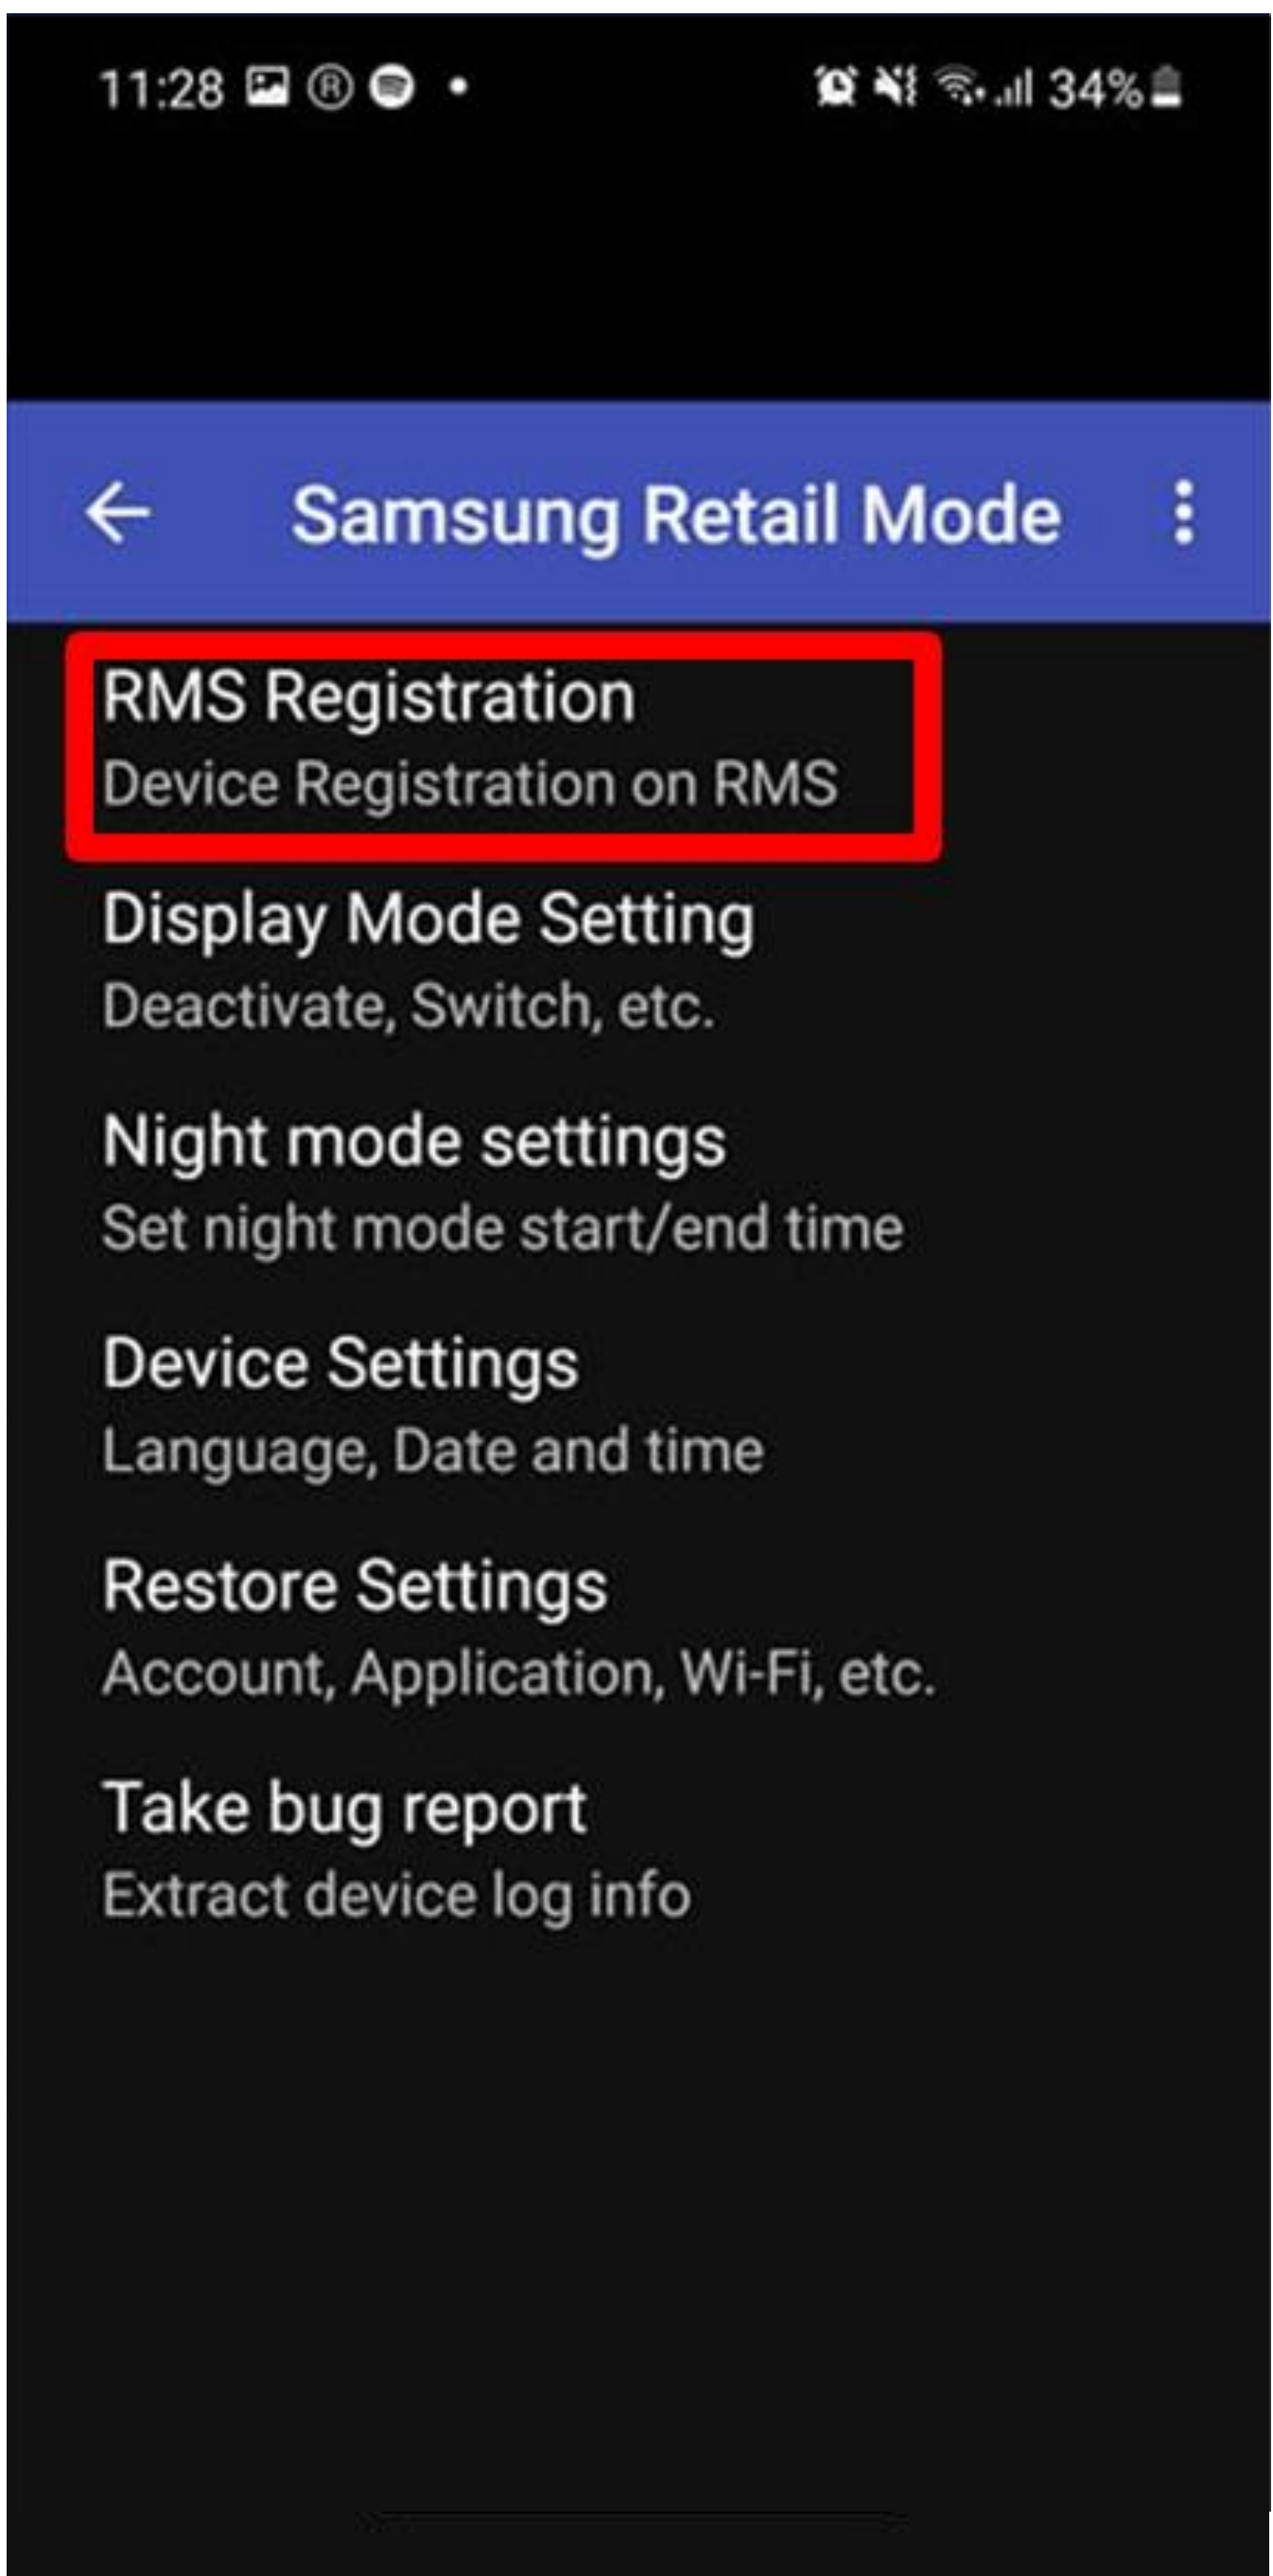 11:28 ® 34%
Samsung Retail Mode
RMS Registration
Device Registration on RMS
Display Mode Setting
Deactivate, Switch, etc.
Night mode settings
Set night mode start/end time
Device Settings
Language, Date and time
Restore Settings
Account, Application, Wi-Fi, etc.
Take bug report
Extract device log info